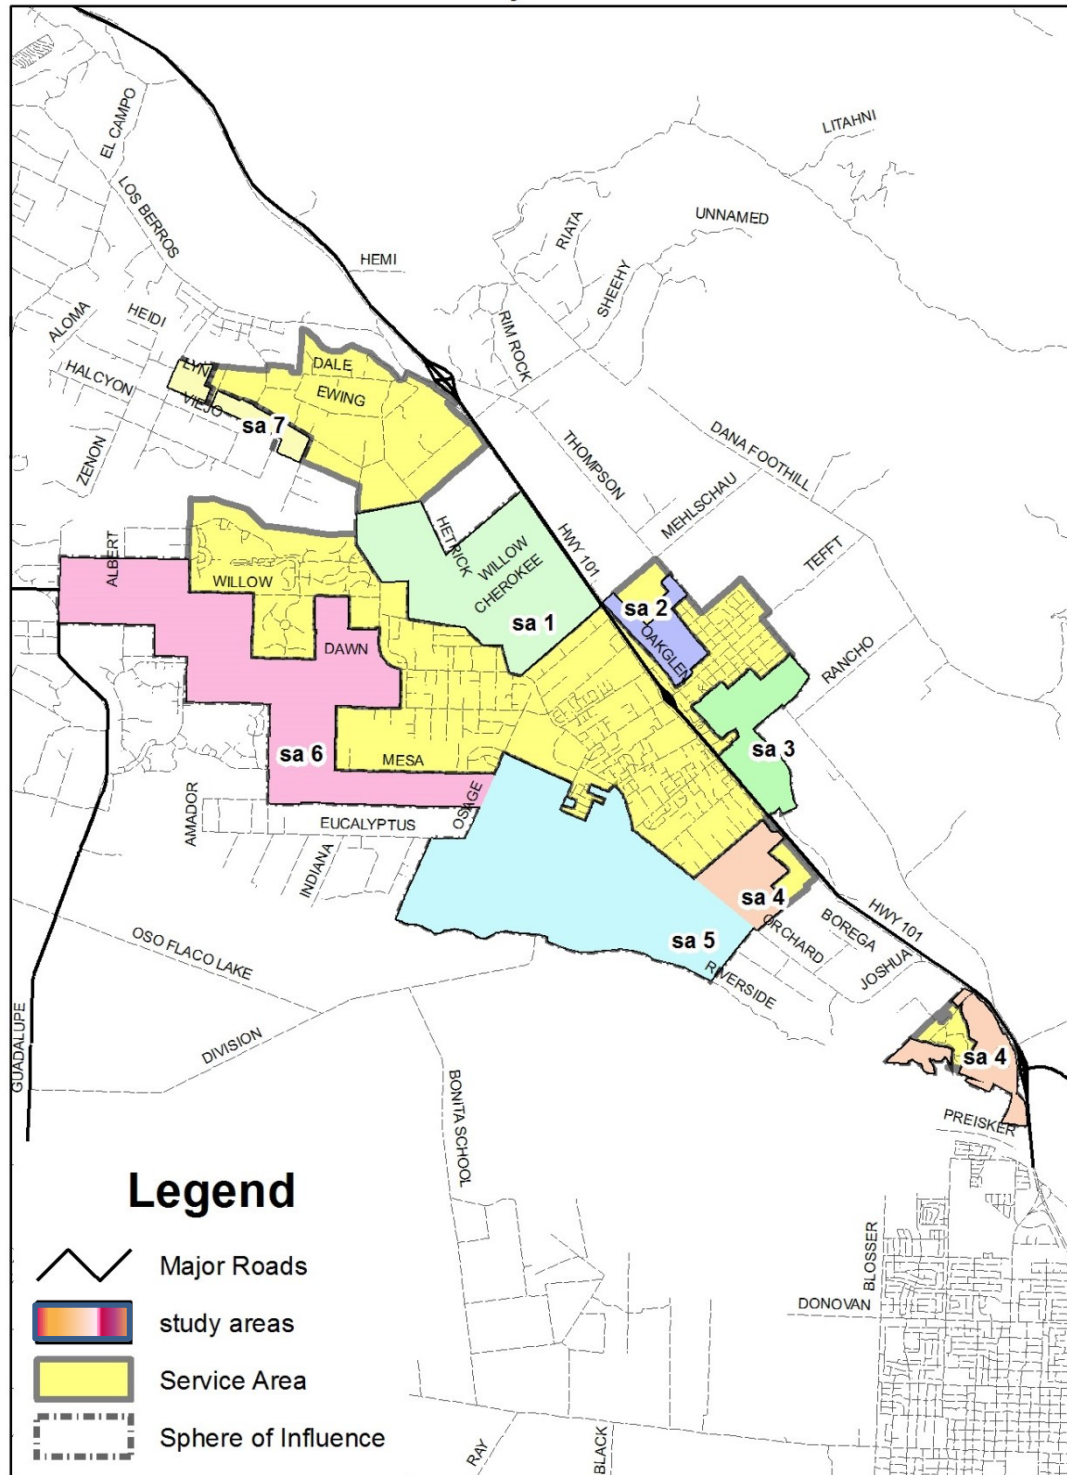 LITAHNI
EL CAMPO
LOS BERROS
UNNAMED
RIATA
HEMI
SHEEHY
ALOMA
HEIDI
RIM ROCK
DALE
LYN
HALCYON
EWING
VIEJO
sa 7
ZENON
THOMPSON
DANA FOOTHILL
MEHLSCHAU
HETRICK
HWY 101
WILLOW
CHEROKEE
ALBERT
TEFFT
WILLOW
sa 2
sa 1
OAKGLEN
DAWN
RANCHO
sa 6
MESA
sa 3
OSAGE
AMADOR
EUCALYPTUS
INDIANA
sa 4
HWY 101
BOREGA
ORCHARD
OSO FLACO LAKE
sa 5
JOSHUA
RIVERSIDE
GUADALUPE
DIVISION
sa 4
BONITA SCHOOL
PREISKER
Legend
Major Roads
study areas
Service Area
Sphere of Influence
BLOSSER
DONOVAN
RAY
BLACK